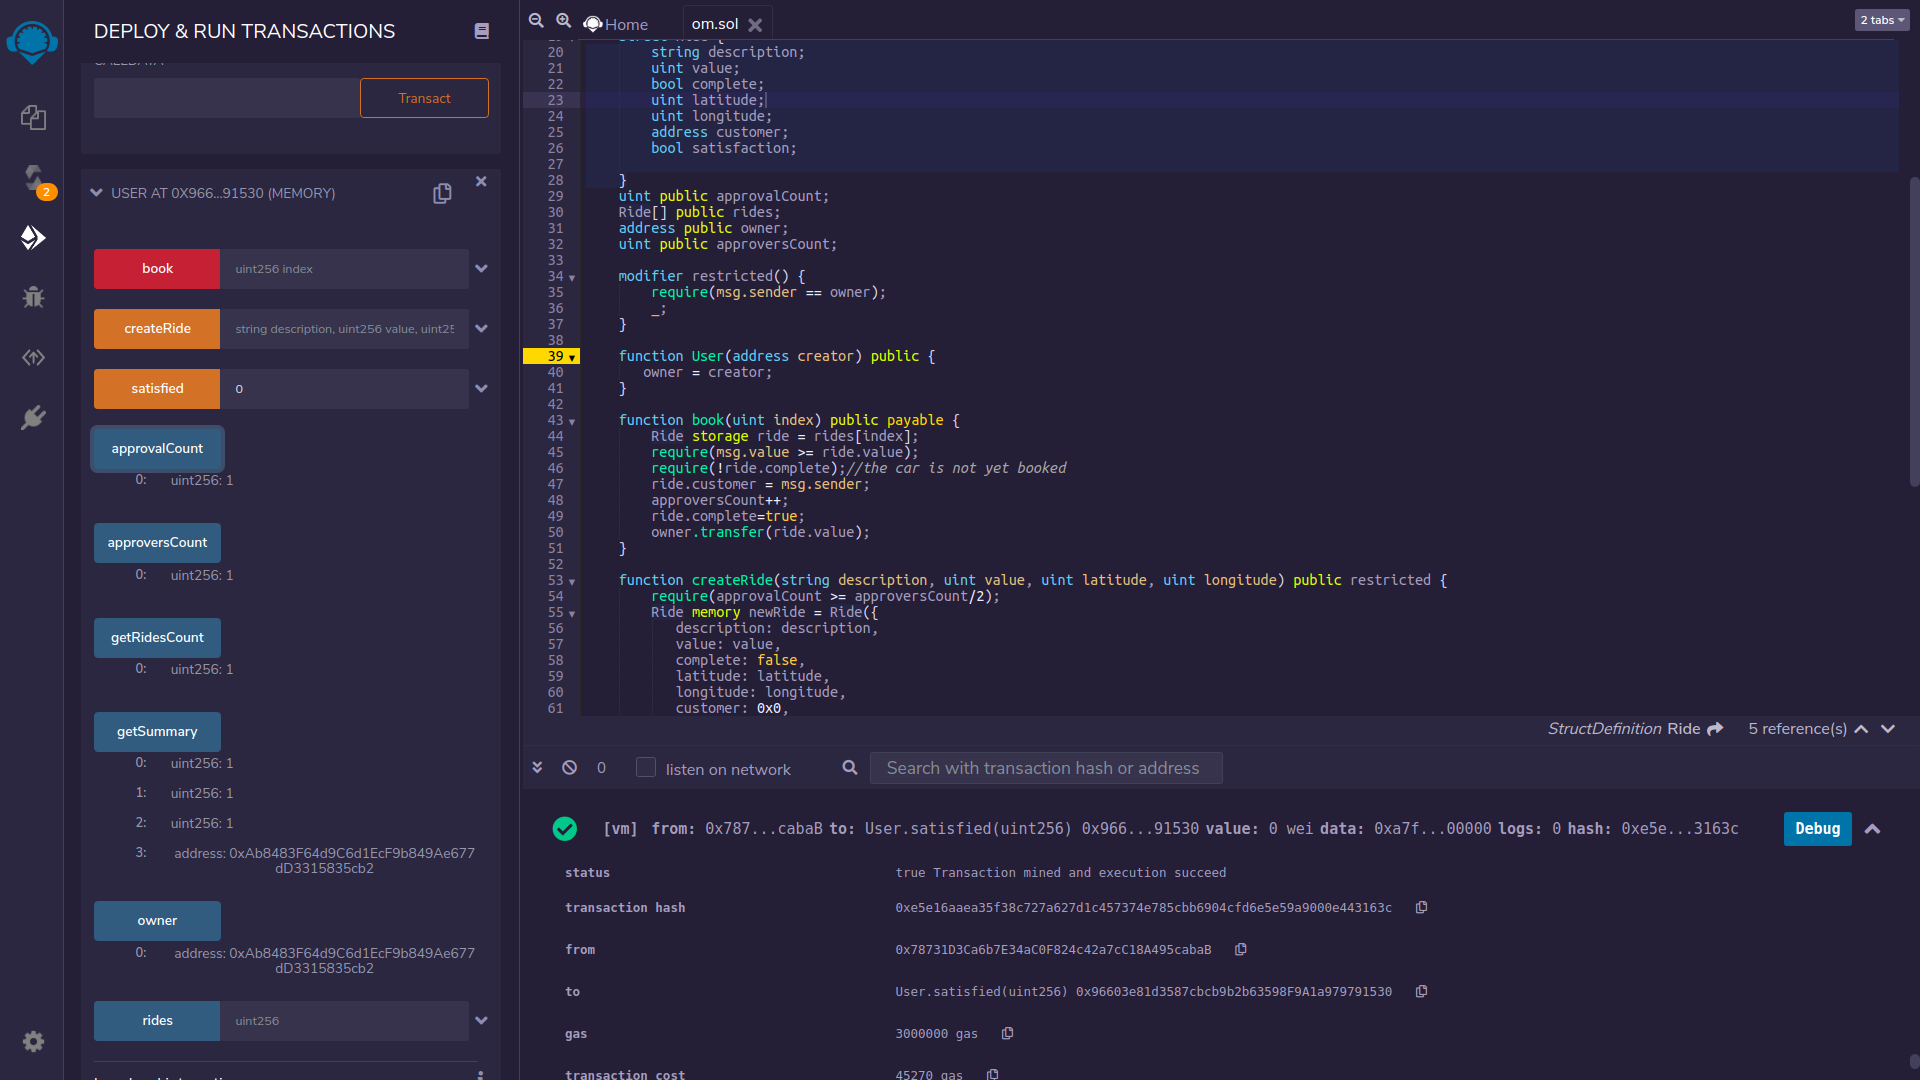 DEPLOY & RUN TRANSACTIONS
Transact
2
USER AT 0X966...91530 (MEMORY)
book
uint256 index
createRide
string description, uint256 value, uint25
satisfied
0
approvalCount
0: uint256: 1
approversCount
0: uint256: 1
getRidesCount
0: uint256: 1
getSummary
0: uint256: 1
1: uint256: 1
2: uint256: 1
3: address: 0xAb8483F64d9C6d1EcF9b849Ae677
dD3315835cb2
owner
0: address: 0xAb8483F64d9C6d1EcF9b849Ae677
dD3315835cb2
rides
uint256
Home
om.sol
2 tabs
20 string description;
21 uint value;
22 bool complete;
23 uint latitude;
24 uint longitude;
25 address customer;
26 bool satisfaction;
27
28 }
29 uint public approvalCount;
30 Ride[] public rides;
31 address public owner;
32 uint public approversCount;
33
34 modifier restricted() {
35 require(msg.sender == owner);
36 _;
37 }
38
39 function User(address creator) public {
40 owner = creator;
41 }
42
43 function book(uint index) public payable {
44 Ride storage ride = rides[index];
45 require(msg.value >= ride.value);
46 require(!ride.complete);//the car is not yet booked
47 ride.customer = msg.sender;
48 approversCount++;
49 ride.complete=true;
50 owner.transfer(ride.value);
51 }
52
53 function createRide(string description, uint value, uint latitude, uint longitude) public restricted {
54 require(approvalCount >= approversCount/2);
55 Ride memory newRide = Ride({
56 description: description,
57 value: value,
58 complete: false,
59 latitude: latitude,
60 longitude: longitude,
61 customer: 0x0,
StructDefinition Ride 5 reference(s)
0 listen on network Search with transaction hash or address
[vm] from: 0x787...cabaB to: User.satisfied(uint256) 0x966...91530 value: 0 wei data: 0xa7f...00000 logs: 0 hash: 0xe5e...3163c Debug
status true Transaction mined and execution succeed
transaction hash 0xe5e16aaea35f38c727a627d1c457374e785cbb6904cfd6e5e59a9000e443163c
from 0x78731D3Ca6b7E34aC0F824c42a7cC18A495cabaB
to User.satisfied(uint256) 0x96603e81d3587cbcb9b2b63598F9A1a979791530
gas 3000000 gas
transaction cost 45270 gas